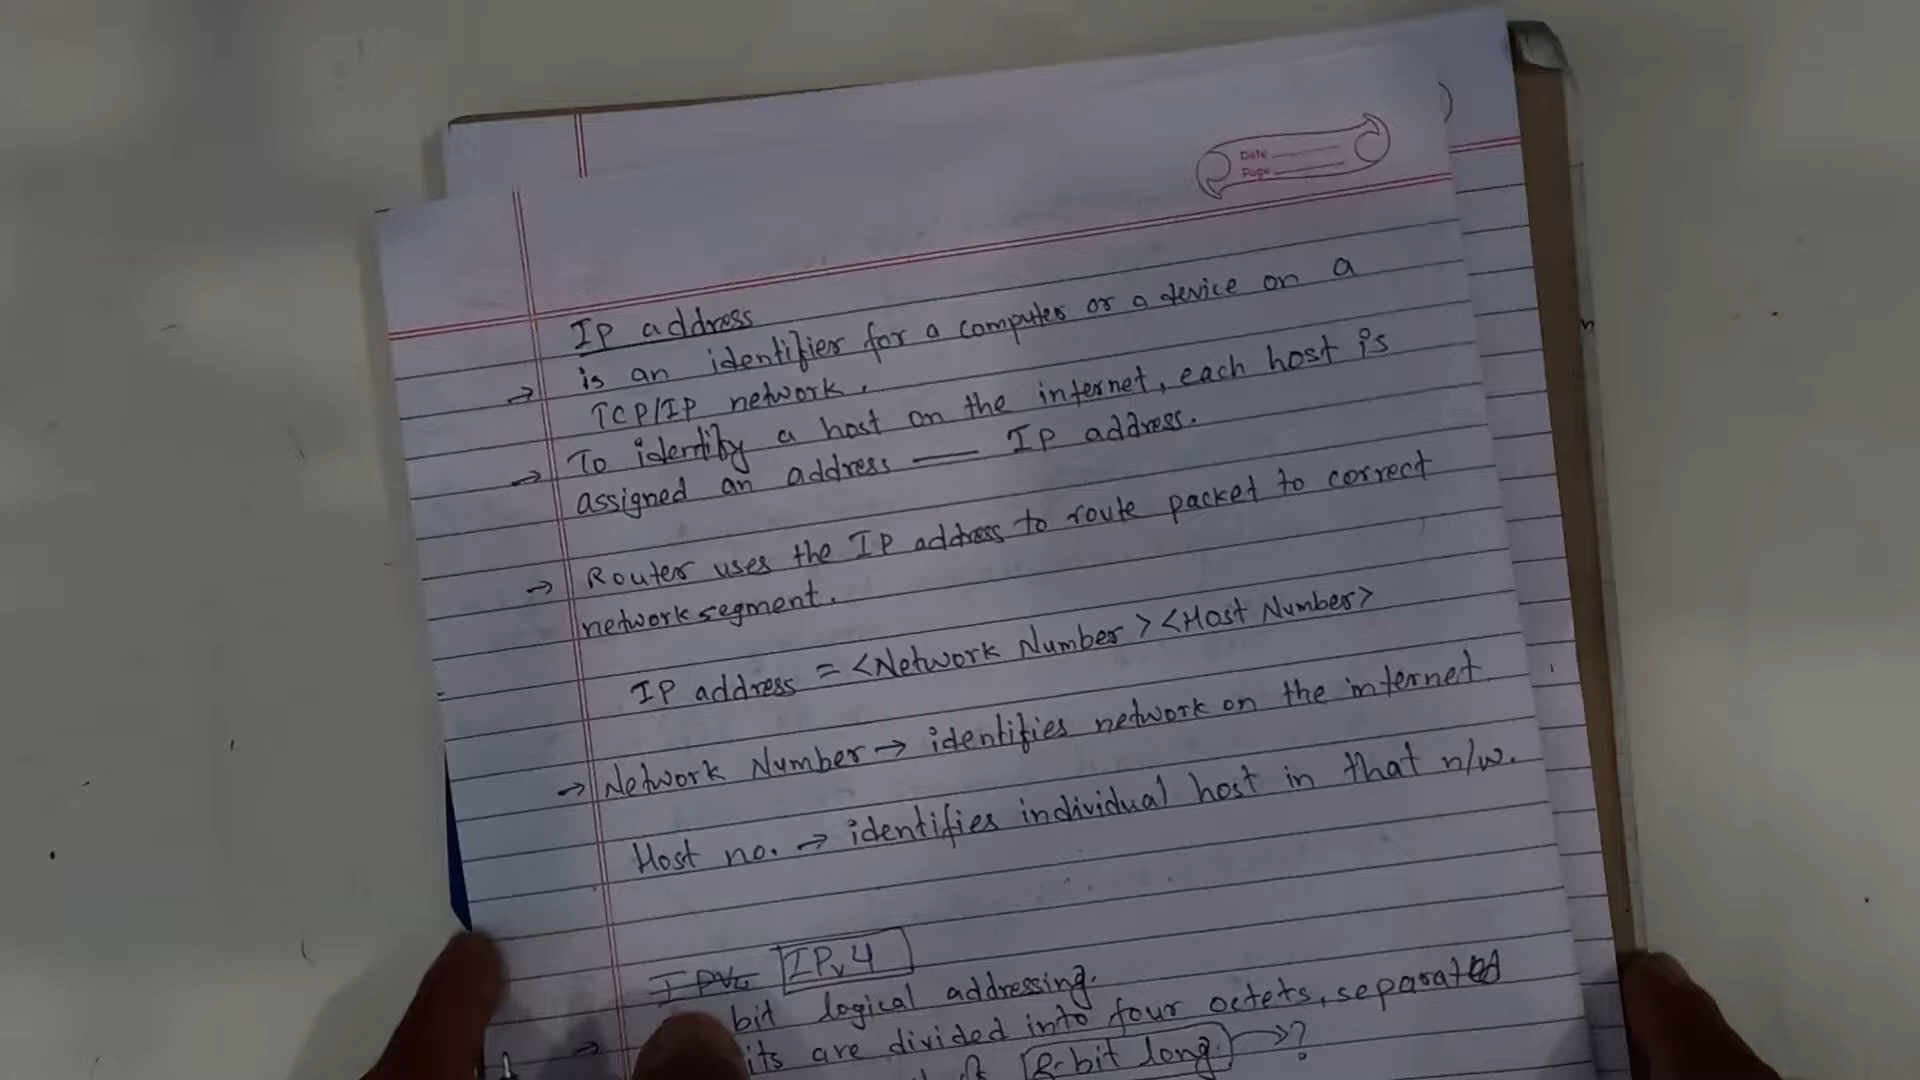 Date
Page
IP address
→ is an identifier for a computer or a device on a
TCP/IP network.
→ To identify a host on the internet, each host is
assigned an address — IP address.
→ Router uses the IP address to route packet to correct
network segment.
IP address = <Network Number> <Host Number>
→ Network Number → identifies network on the internet.
Host no. → identifies individual host in that n/w.
IPv4
bit logical addressing.
→ its are divided into four octets, separated
8-bit long. →?